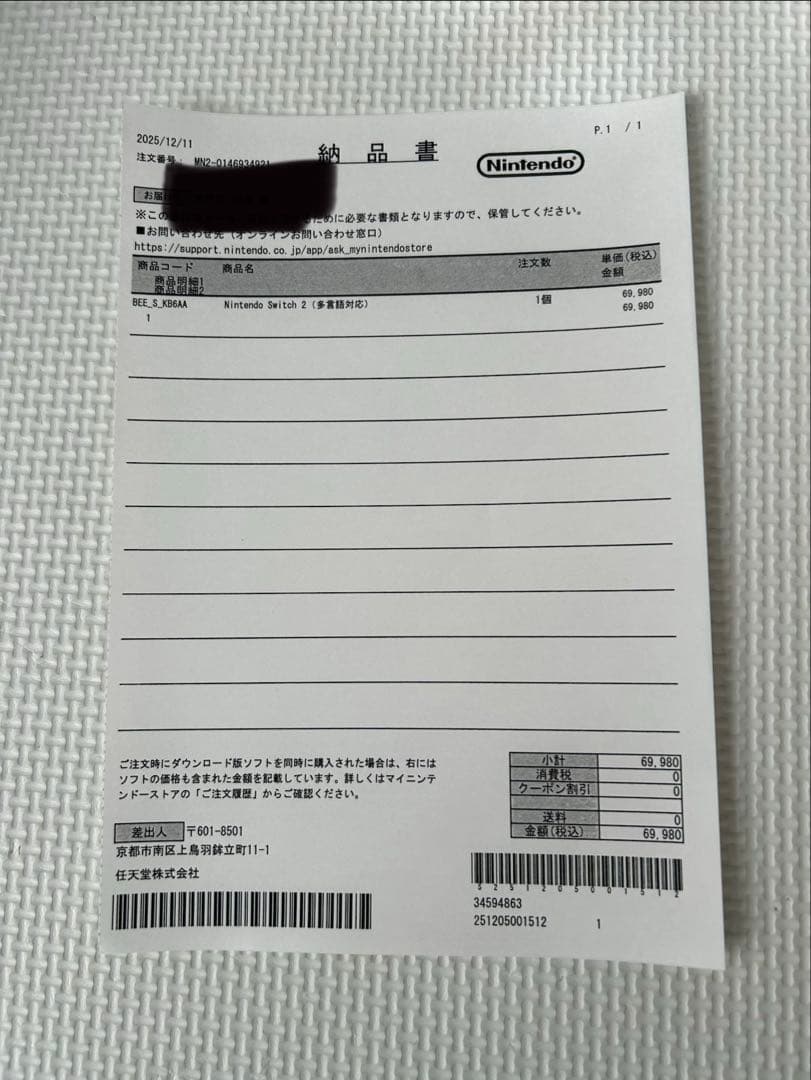 2025/12/11
P.1 / 1
注文番号: MN2-0146934921
納 品 書
Nintendo
お届
※この ために必要な書類となりますので、保管してください。
■お問い合わせ先(オンラインお問い合わせ窓口)
https://support.nintendo.co.jp/app/ask_mynintendostore
商品コード 商品名 注文数 単価(税込)
商品明細1 金額
商品明細2
BEE_S_KB6AA Nintendo Switch 2(多言語対応) 1個 69,980
1 69,980
ご注文時にダウンロード版ソフトを同時に購入された場合は、右には
ソフトの価格も含まれた金額を記載しています。詳しくはマイニンテ
ンドーストアの「ご注文履歴」からご確認ください。
小計 69,980
消費税 0
クーポン割引 0
送料 0
金額(税込) 69,980
差出人 〒601-8501
京都市南区上鳥羽鉾立町11-1
任天堂株式会社
34594863
251205001512 1